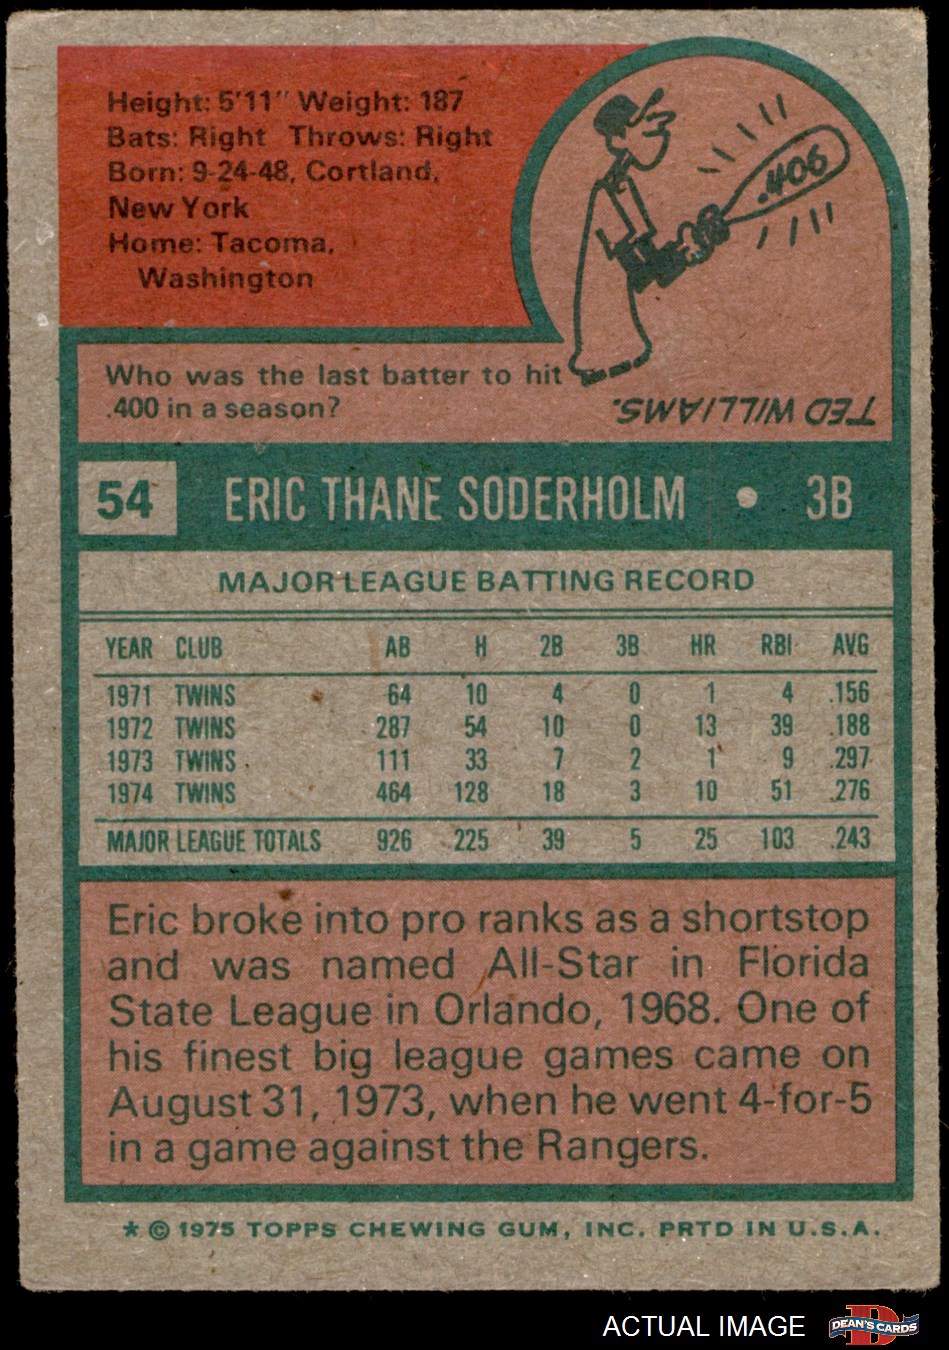 Height: 5'11" Weight: 187
Bats: Right Throws: Right
Born: 9-24-48, Cortland,
New York
Home: Tacoma,
Washington
.406
Who was the last batter to hit
.400 in a season?
TED WILLIAMS.
54 ERIC THANE SODERHOLM • 3B
MAJOR LEAGUE BATTING RECORD
YEAR CLUB AB H 2B 3B HR RBI AVG
1971 TWINS 64 10 4 0 1 4 .156
1972 TWINS 287 54 10 0 13 39 .188
1973 TWINS 111 33 7 2 1 9 .297
1974 TWINS 464 128 18 3 10 51 .276
MAJOR LEAGUE TOTALS 926 225 39 5 25 103 .243
Eric broke into pro ranks as a shortstop
and was named All-Star in Florida
State League in Orlando, 1968. One of
his finest big league games came on
August 31, 1973, when he went 4-for-5
in a game against the Rangers.
* © 1975 TOPPS CHEWING GUM, INC. PRTD IN U.S.A.
ACTUAL IMAGE
DEAN'S CARDS